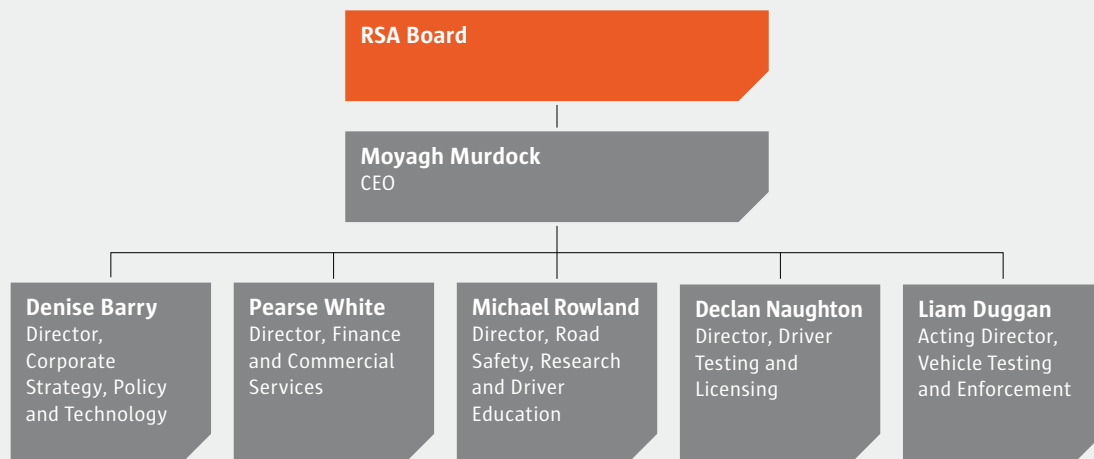 RSA Board
Moyagh Murdock
CEO
Denise Barry
Director,
Corporate
Strategy, Policy
and Technology
Pearse White
Director, Finance
and Commercial
Services
Michael Rowland
Director, Road
Safety, Research
and Driver
Education
Declan Naughton
Director, Driver
Testing and
Licensing
Liam Duggan
Acting Director,
Vehicle Testing
and Enforcement